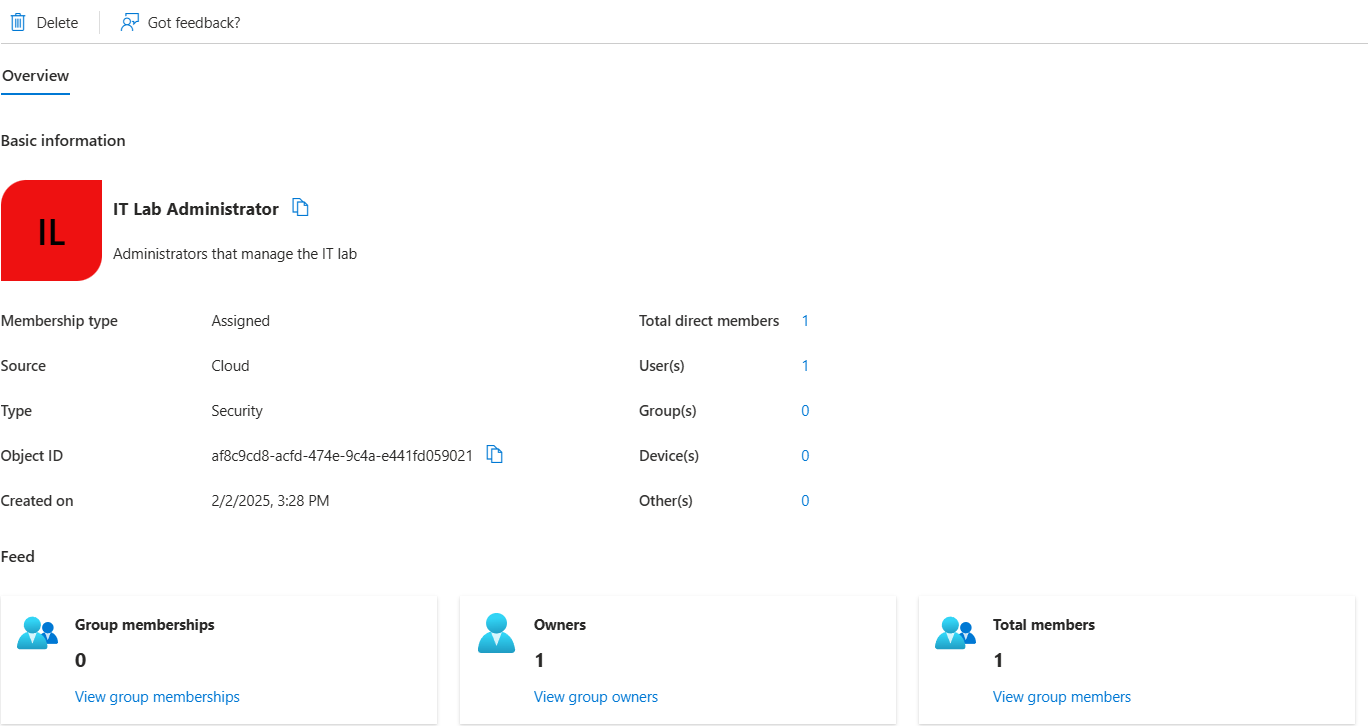 Delete
Got feedback?
Overview
Basic information
IL
IT Lab Administrator
Administrators that manage the IT lab
Membership type Assigned
Source Cloud
Type Security
Object ID af8c9cd8-acfd-474e-9c4a-e441fd059021
Created on 2/2/2025, 3:28 PM
Total direct members 1
User(s) 1
Group(s) 0
Device(s) 0
Other(s) 0
Feed
Group memberships
0
View group memberships
Owners
1
View group owners
Total members
1
View group members